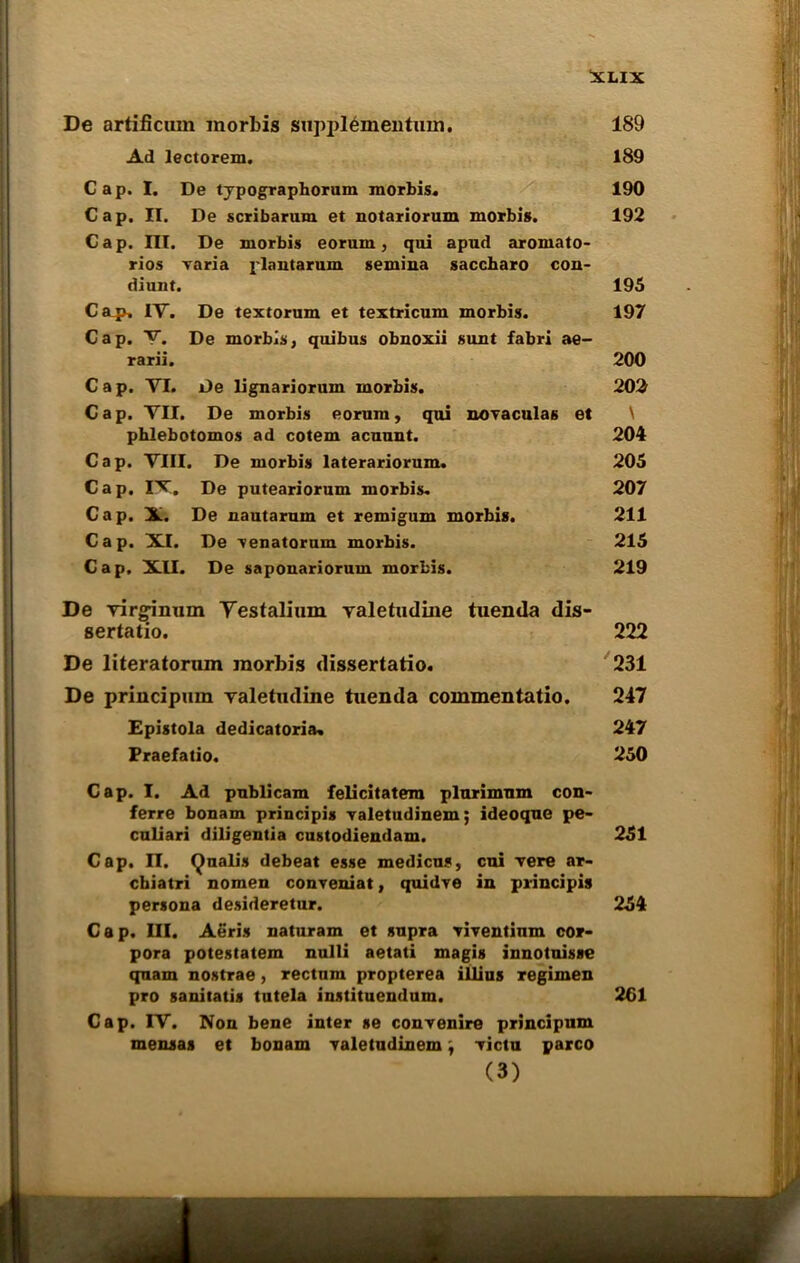 XLIX
De artificum morbis supplémentum. 189
Ad lectorem. 189
Cap. I. De typographorum morbis. 190
Cap. II. De scribarum et notariorum morbis. 192
Cap. III. De morbis eorum, qui apud aromato-
rios varia plantarum semina saccharo con-
diunt. 195
Cap. IV. De textorum et textricum morbis. 197
Cap. V. De morbis, quibus obnoxii sunt fabri ae-
rarii. 200
Cap. VI. De lignariorum morbis. 202
Cap. VII. De morbis eorum, qui novaculas et
phlebotomos ad cotem acuunt. 204
Cap. VIII. De morbis laterariorum. 205
Cap. IX. De puteariorum morbis. 207
Cap. X. De nautarum et remigum morbis. 211
Cap. XI. De venatorum morbis. 215
Cap. XII. De saponariorum morbis. 219
De virginum Vestalium valetudine tuenda dis-
sertatio. 222
De literatorum morbis dissertatio. 231
De principum valetudine tuenda commentatio. 247
Epistola dedicatoria. 247
Praefatio. 250
Cap. I. Ad publicam felicitatem plurimum con-
ferre bonam principis valetudinem; ideoque pe-
culiari diligentia custodiendam. 251
Cap. II. Qualis debeat esse medicus, cui vere ar-
chiatri nomen conveniat, quidve in principis
persona desideretur. 254
Cap. III. Aëris naturam et supra viventium cor-
pora potestatem nulli aetati magis innotuisse
quam nostrae, rectum propterea illius regimen
pro sanitatis tutela instituendum. 261
Cap. IV. Non bene inter se convenire principum
mensas et bonam valetudinem; victu parco
(3)